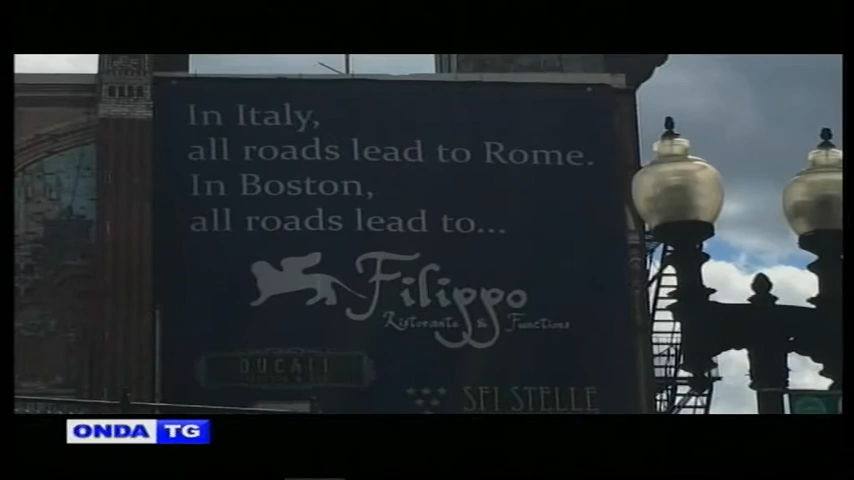 In Italy,
all roads lead to Rome.
In Boston,
all roads lead to...
Filippo
Ristorante & Functions
DUCALI
SEI STELLE
ONDA TG